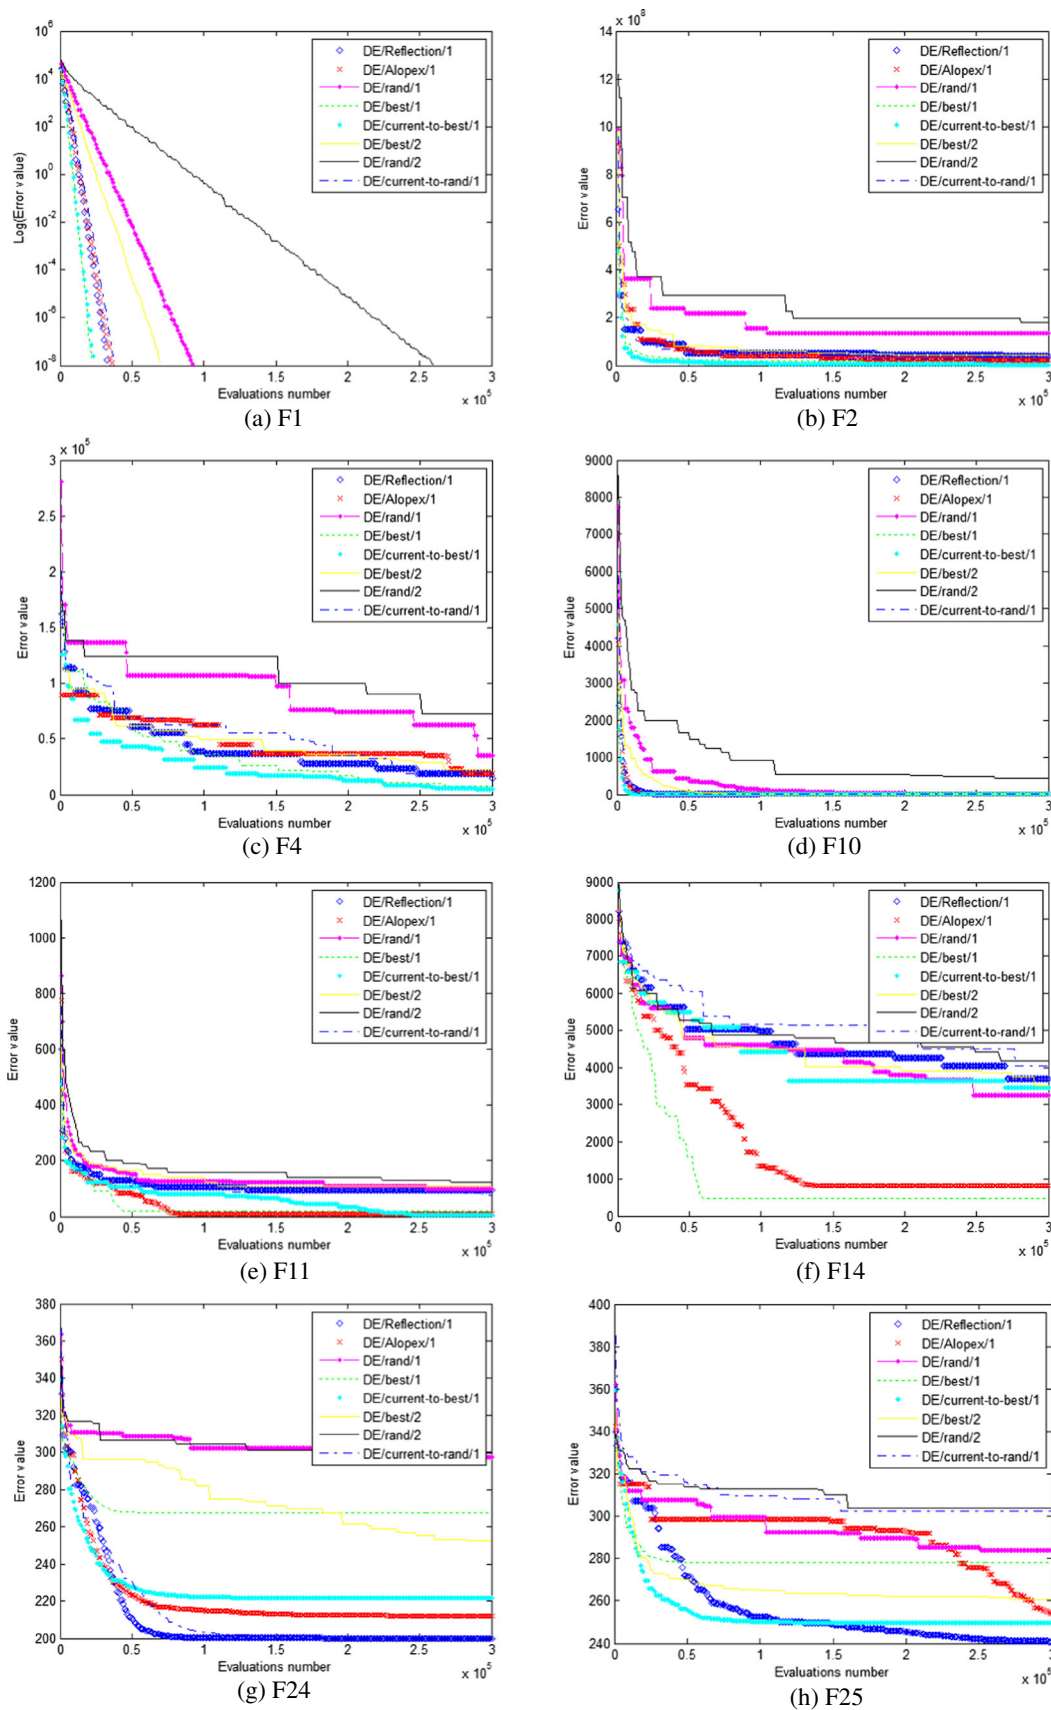 10^6
10^4
10^2
10^0
10^-2
10^-4
10^-6
10^-8
Log(Error value)
DE/Reflection/1
DE/Alopex/1
DE/rand/1
DE/best/1
DE/current-to-best/1
DE/best/2
DE/rand/2
DE/current-to-rand/1
0 0.5 1 1.5 2 2.5 3
Evaluations number
x 10^5
(a) F1
x 10^8
14
12
10
8
6
4
2
0
Error value
DE/Reflection/1
DE/Alopex/1
DE/rand/1
DE/best/1
DE/current-to-best/1
DE/best/2
DE/rand/2
DE/current-to-rand/1
0 0.5 1 1.5 2 2.5 3
Evaluations number
x 10^5
(b) F2
x 10^5
3
2.5
2
1.5
1
0.5
0
Error value
DE/Reflection/1
DE/Alopex/1
DE/rand/1
DE/best/1
DE/current-to-best/1
DE/best/2
DE/rand/2
DE/current-to-rand/1
0 0.5 1 1.5 2 2.5 3
Evaluations number
x 10^5
(c) F4
9000
8000
7000
6000
5000
4000
3000
2000
1000
0
Error value
DE/Reflection/1
DE/Alopex/1
DE/rand/1
DE/best/1
DE/current-to-best/1
DE/best/2
DE/rand/2
DE/current-to-rand/1
0 0.5 1 1.5 2 2.5 3
Evaluations number
x 10^5
(d) F10
1200
1000
800
600
400
200
0
Error value
DE/Reflection/1
DE/Alopex/1
DE/rand/1
DE/best/1
DE/current-to-best/1
DE/best/2
DE/rand/2
DE/current-to-rand/1
0 0.5 1 1.5 2 2.5 3
Evaluations number
x 10^5
(e) F11
9000
8000
7000
6000
5000
4000
3000
2000
1000
0
Error value
DE/Reflection/1
DE/Alopex/1
DE/rand/1
DE/best/1
DE/current-to-best/1
DE/best/2
DE/rand/2
DE/current-to-rand/1
0 0.5 1 1.5 2 2.5 3
Evaluations number
x 10^5
(f) F14
380
360
340
320
300
280
260
240
220
200
Error value
DE/Reflection/1
DE/Alopex/1
DE/rand/1
DE/best/1
DE/current-to-best/1
DE/best/2
DE/rand/2
DE/current-to-rand/1
0 0.5 1 1.5 2 2.5 3
Evaluations number
x 10^5
(g) F24
400
380
360
340
320
300
280
260
240
Error value
DE/Reflection/1
DE/Alopex/1
DE/rand/1
DE/best/1
DE/current-to-best/1
DE/best/2
DE/rand/2
DE/current-to-rand/1
0 0.5 1 1.5 2 2.5 3
Evaluations number
x 10^5
(h) F25